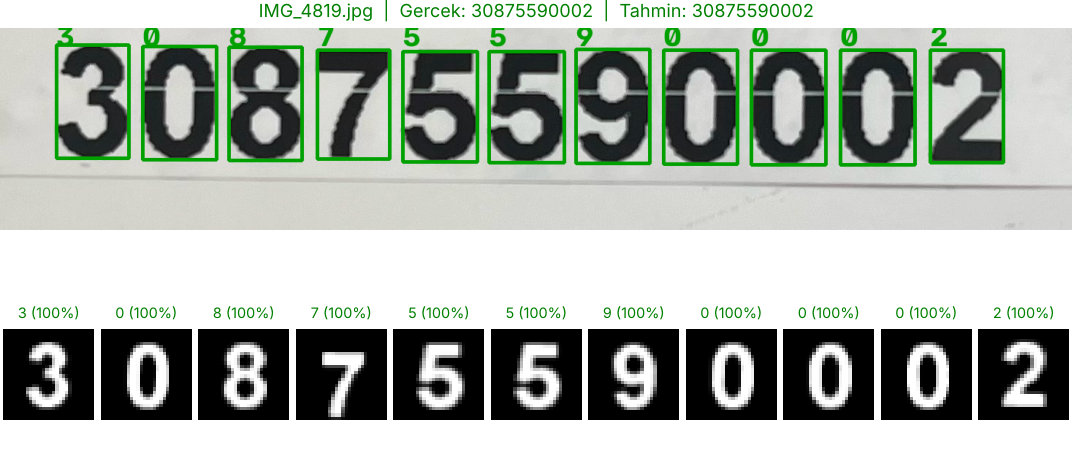 IMG_4819.jpg | Gercek: 30875590002 | Tahmin: 30875590002
3 0 8 7 5 5 9 0 0 0 2
30875590002
3 (100%) 0 (100%) 8 (100%) 7 (100%) 5 (100%) 5 (100%) 9 (100%) 0 (100%) 0 (100%) 0 (100%) 2 (100%)
3 0 8 7 5 5 9 0 0 0 2